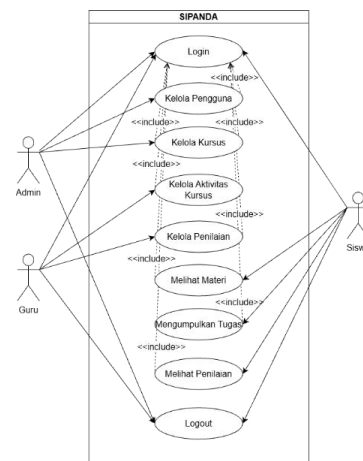 SIPANDA
Login
<<include>>
Kelola Pengguna
<<include>>
<<include>>
Kelola Kursus
Admin
<<include>>
Kelola Aktivitas
Kursus
<<include>>
Kelola Penilaian
Sisw
<<include>>
Guru
Melihat Materi
<<include>>
Mengumpulkan Tugas
<<include>>
Melihat Penilaian
Logout